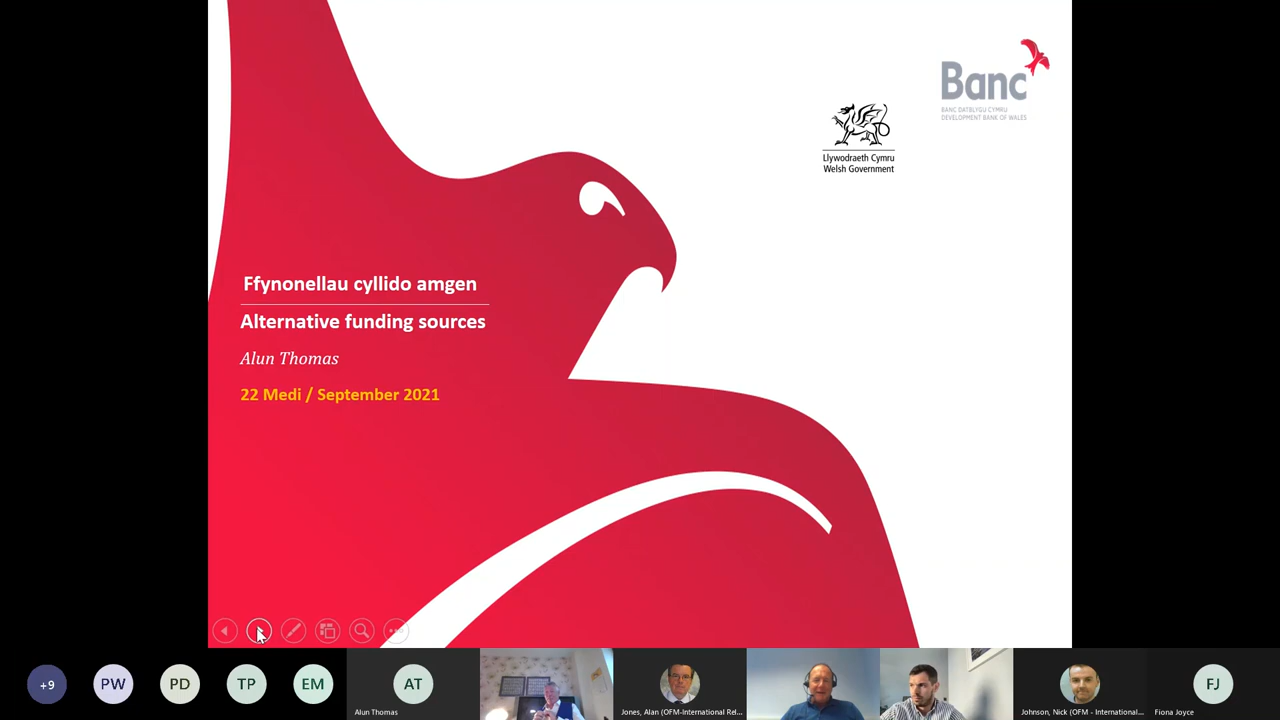 Banc
BANC DATBLYGU CYMRU
DEVELOPMENT BANK OF WALES
Llywodraeth Cymru
Welsh Government
Ffynonellau cyllido amgen
Alternative funding sources
Alun Thomas
22 Medi / September 2021
+9
PW
PD
TP
EM
AT
FJ
Alun Thomas
Jones, Alan (OFM-International Rel...
Johnson, Nick (OFM - International...
Fiona Joyce